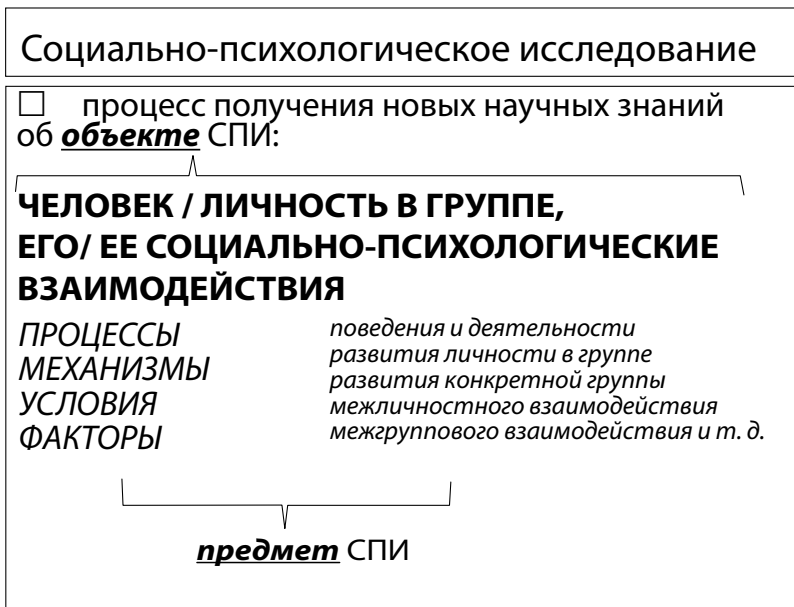 Социально-психологическое исследование
☐ процесс получения новых научных знаний
об объекте СПИ:
ЧЕЛОВЕК / ЛИЧНОСТЬ В ГРУППЕ,
ЕГО/ ЕЕ СОЦИАЛЬНО-ПСИХОЛОГИЧЕСКИЕ
ВЗАИМОДЕЙСТВИЯ
ПРОЦЕССЫ
МЕХАНИЗМЫ
УСЛОВИЯ
ФАКТОРЫ
поведения и деятельности
развития личности в группе
развития конкретной группы
межличностного взаимодействия
межгруппового взаимодействия и т. д.
предмет СПИ